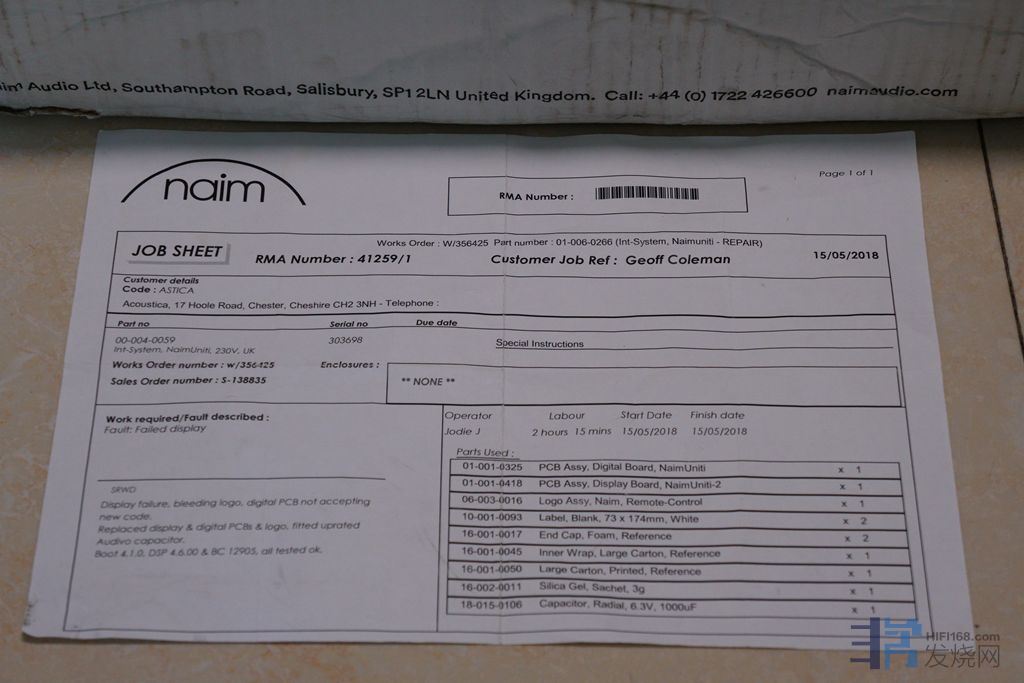 im Audio Ltd, Southampton Road, Salisbury, SP1 2LN United Kingdom. Call: +44 (0) 1722 426600 naimaudio.com
naim
Page 1 of 1
RMA Number :
Works Order : W/356425 Part number : 01-006-0266 (Int-System, Naimuniti - REPAIR)
JOB SHEET
RMA Number : 41259/1
Customer Job Ref : Geoff Coleman
15/05/2018
Customer details
Code : ASTICA
Acoustica, 17 Hoole Road, Chester, Cheshire CH2 3NH - Telephone :
Part no Serial no Due date
00-004-0059 303698
Int-System, NaimUniti, 230V, UK
Special Instructions
Works Order number : w/356425 Enclosures :
Sales Order number : S-138835
** NONE **
Work required/Fault described :
Fault: Failed display
SRWD
Display failure, bleeding logo, digital PCB not accepting
new code.
Replaced display & digital PCBs & logo, fitted uprated
Audivo capacitor.
Boot 4.1.0, DSP 4.6.00 & BC 12905, all tested ok.
Operator Labour Start Date Finish date
Jodie J 2 hours 15 mins 15/05/2018 15/05/2018
Parts Used :
01-001-0325 PCB Assy, Digital Board, NaimUniti x 1
01-001-0418 PCB Assy, Display Board, NaimUniti-2 x 1
06-003-0016 Logo Assy, Naim, Remote-Control x 1
10-001-0093 Label, Blank, 73 x 174mm, White x 2
16-001-0017 End Cap, Foam, Reference x 2
16-001-0045 Inner Wrap, Large Carton, Reference x 1
16-001-0050 Large Carton, Printed, Reference x 1
16-002-0011 Silica Gel, Sachet, 3g x 1
18-015-0106 Capacitor, Radial, 6.3V, 1000uF x 1
HIFI168.com
发烧网